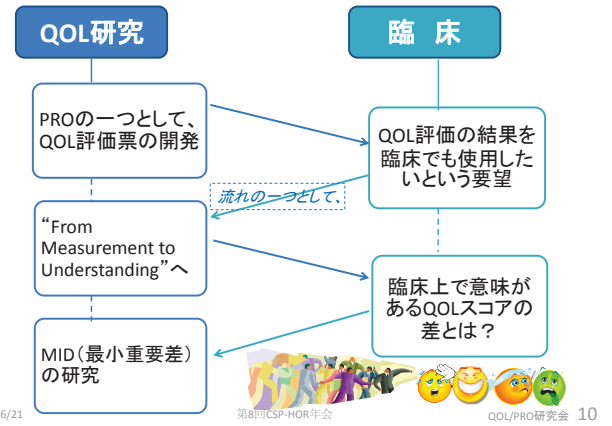 QOL研究
臨 床
PROの一つとして、
QOL評価票の開発
QOL評価の結果を
臨床でも使用した
いという要望
流れの一つとして、
“From
Measurement to
Understanding”へ
臨床上で意味が
あるQOLスコアの
差とは？
MID（最小重要差）
の研究
6/21
第8回CSP-HOR年会
QOL/PRO研究会 10